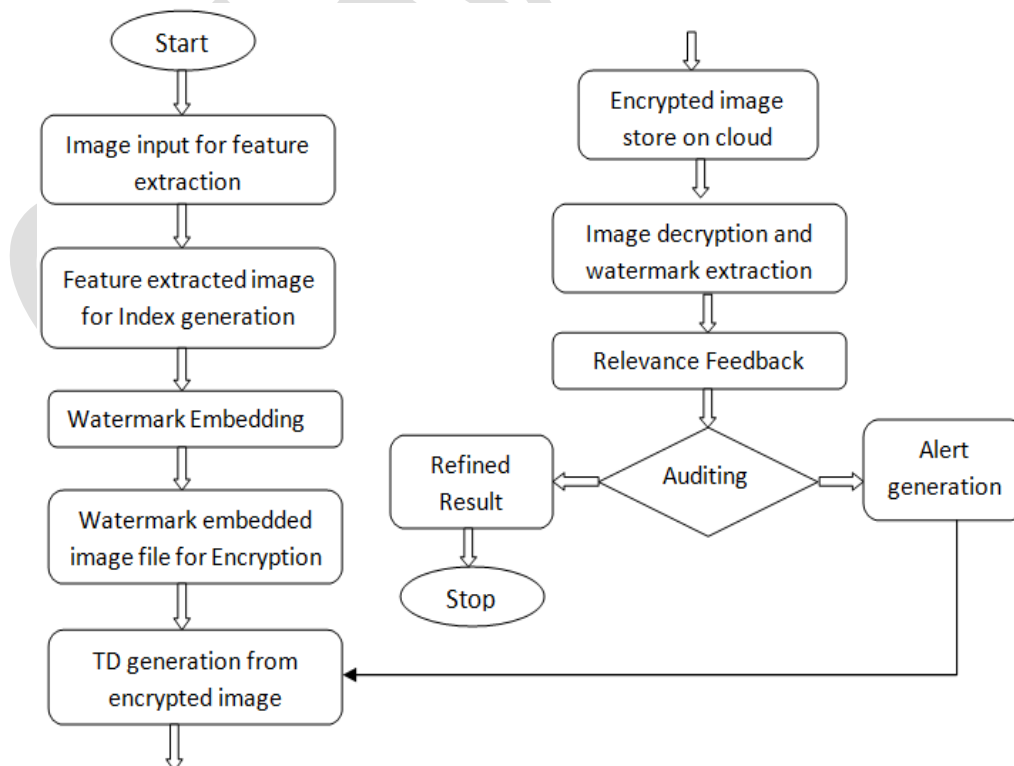 Start
Image input for feature
extraction
Feature extracted image
for Index generation
Watermark Embedding
Watermark embedded
image file for Encryption
TD generation from
encrypted image
Encrypted image
store on cloud
Image decryption and
watermark extraction
Relevance Feedback
Auditing
Refined
Result
Stop
Alert
generation